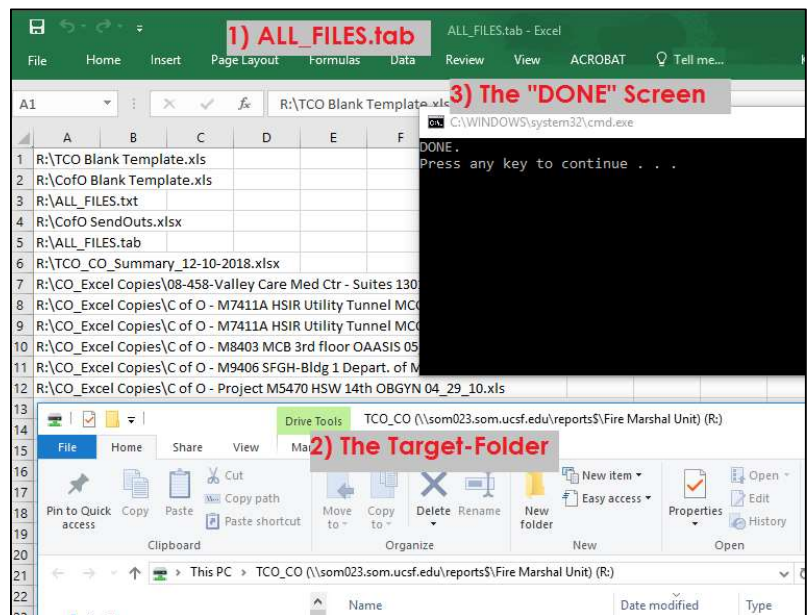 1) ALL_FILES.tab
ALL_FILES.tab - Excel
File Home Insert Page Layout Formulas Data Review View ACROBAT Tell me...
A1 fx R:\TCO Blank Template.xls
3) The "DONE" Screen
C:\WINDOWS\system32\cmd.exe
DONE.
Press any key to continue . . .
A B C D E F
1 R:\TCO Blank Template.xls
2 R:\CofO Blank Template.xls
3 R:\ALL_FILES.txt
4 R:\CofO SendOuts.xlsx
5 R:\ALL_FILES.tab
6 R:\TCO_CO_Summary_12-10-2018.xlsx
7 R:\CO_Excel Copies\08-458-Valley Care Med Ctr - Suites 130
8 R:\CO_Excel Copies\C of O - M7411A HSIR Utility Tunnel MC
9 R:\CO_Excel Copies\C of O - M7411A HSIR Utility Tunnel MC
10 R:\CO_Excel Copies\C of O - M8403 MCB 3rd floor OAASIS 05
11 R:\CO_Excel Copies\C of O - M9406 SFGH-Bldg 1 Depart. of M
12 R:\CO_Excel Copies\C of O - Project M5470 HSW 14th OBGYN 04_29_10.xls
13
14
15
16
17
18
19
20
21
22
Drive Tools TCO_CO (\\som023.som.ucsf.edu\reports$\Fire Marshal Unit) (R:)
File Home Share View
2) The Target-Folder
Pin to Quick access
Copy
Paste
Cut
Copy path
Paste shortcut
Clipboard
Move to
Copy to
Delete
Rename
Organize
New folder
New item
Easy access
New
Properties
Open
Edit
History
Open
This PC > TCO_CO (\\som023.som.ucsf.edu\reports$\Fire Marshal Unit) (R:)
Name Date modified Type